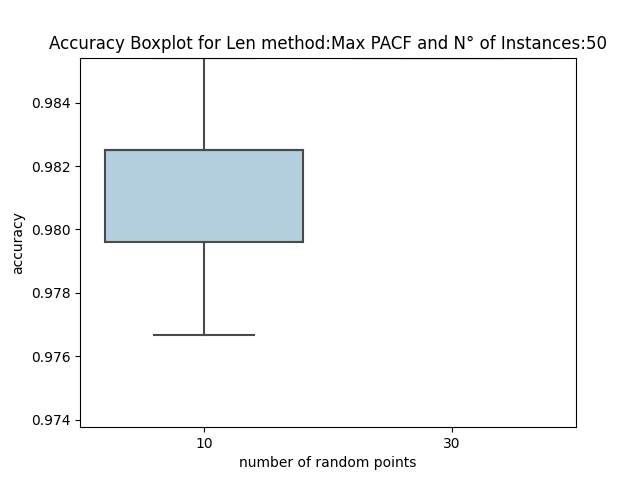 Accuracy Boxplot for Len method:Max PACF and N° of Instances:50
0.984
0.982
0.980
0.978
0.976
0.974
accuracy
10 30
number of random points